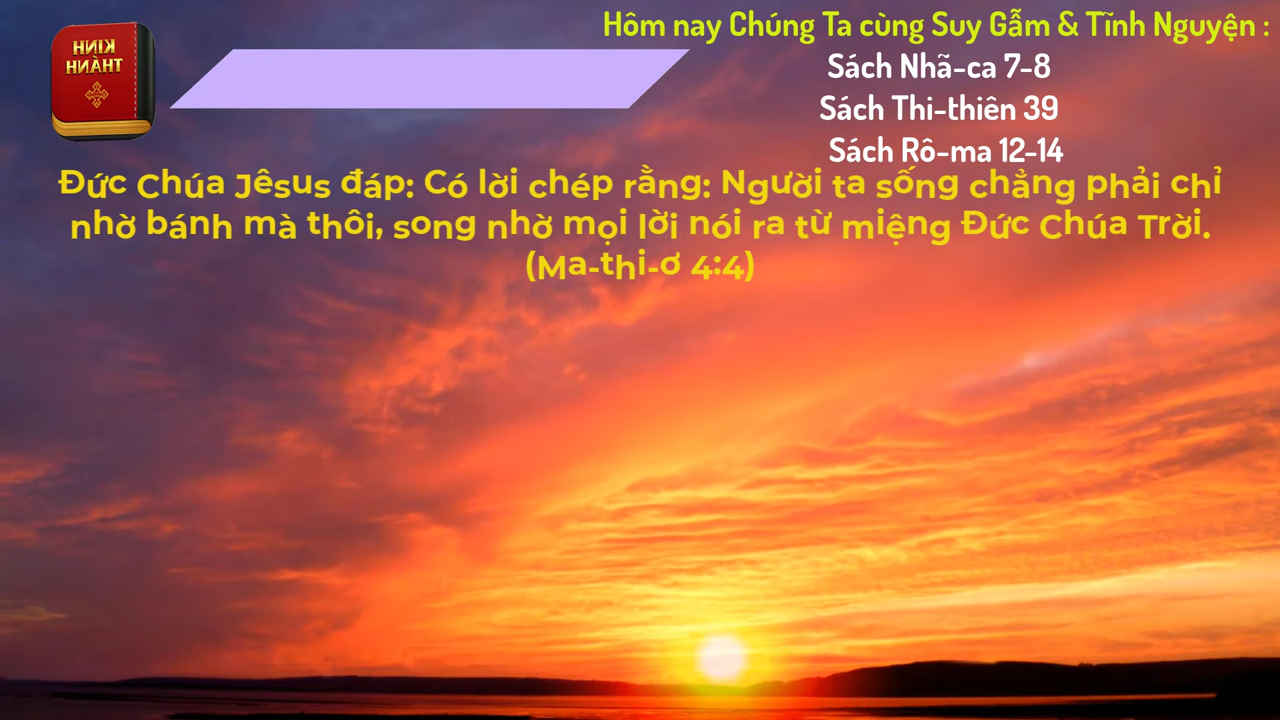 KINH
THÁNH
Hôm nay Chúng Ta cùng Suy Gẫm & Tĩnh Nguyện :
Sách Nhã-ca 7-8
Sách Thi-thiên 39
Sách Rô-ma 12-14
Đức Chúa Jêsus đáp: Có lời chép rằng: Người ta sống chẳng phải chỉ
nhờ bánh mà thôi, song nhờ mọi lời nói ra từ miệng Đức Chúa Trời.
(Ma-thi-ơ 4:4)